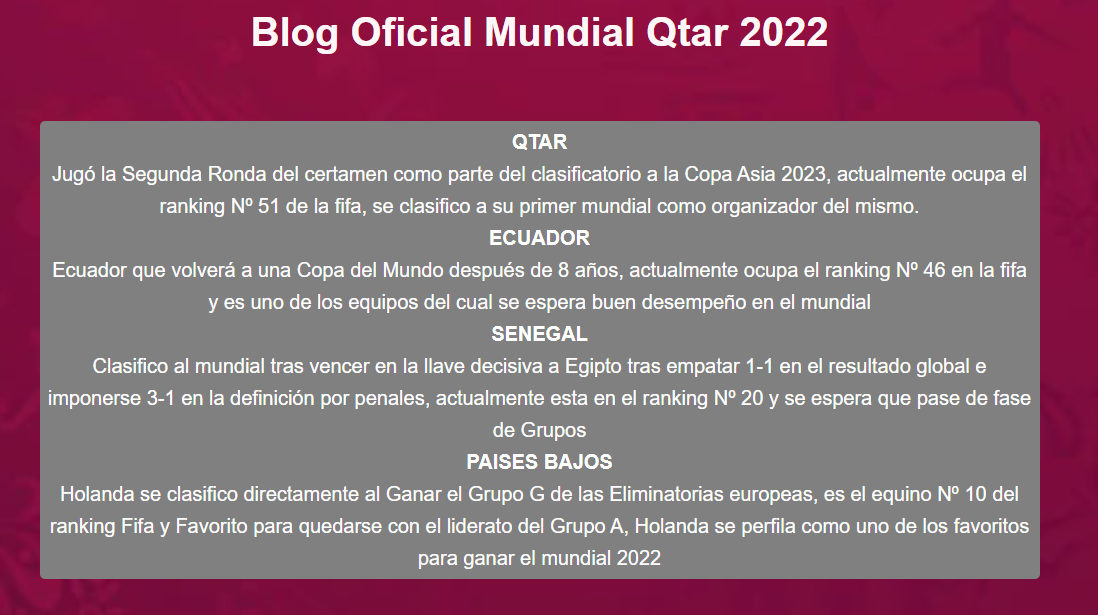 Blog Oficial Mundial Qtar 2022
QTAR
Jugó la Segunda Ronda del certamen como parte del clasificatorio a la Copa Asia 2023, actualmente ocupa el
ranking Nº 51 de la fifa, se clasifico a su primer mundial como organizador del mismo.
ECUADOR
Ecuador que volverá a una Copa del Mundo después de 8 años, actualmente ocupa el ranking Nº 46 en la fifa
y es uno de los equipos del cual se espera buen desempeño en el mundial
SENEGAL
Clasifico al mundial tras vencer en la llave decisiva a Egipto tras empatar 1-1 en el resultado global e
imponerse 3-1 en la definición por penales, actualmente esta en el ranking Nº 20 y se espera que pase de fase
de Grupos
PAISES BAJOS
Holanda se clasifico directamente al Ganar el Grupo G de las Eliminatorias europeas, es el equino Nº 10 del
ranking Fifa y Favorito para quedarse con el liderato del Grupo A, Holanda se perfila como uno de los favoritos
para ganar el mundial 2022